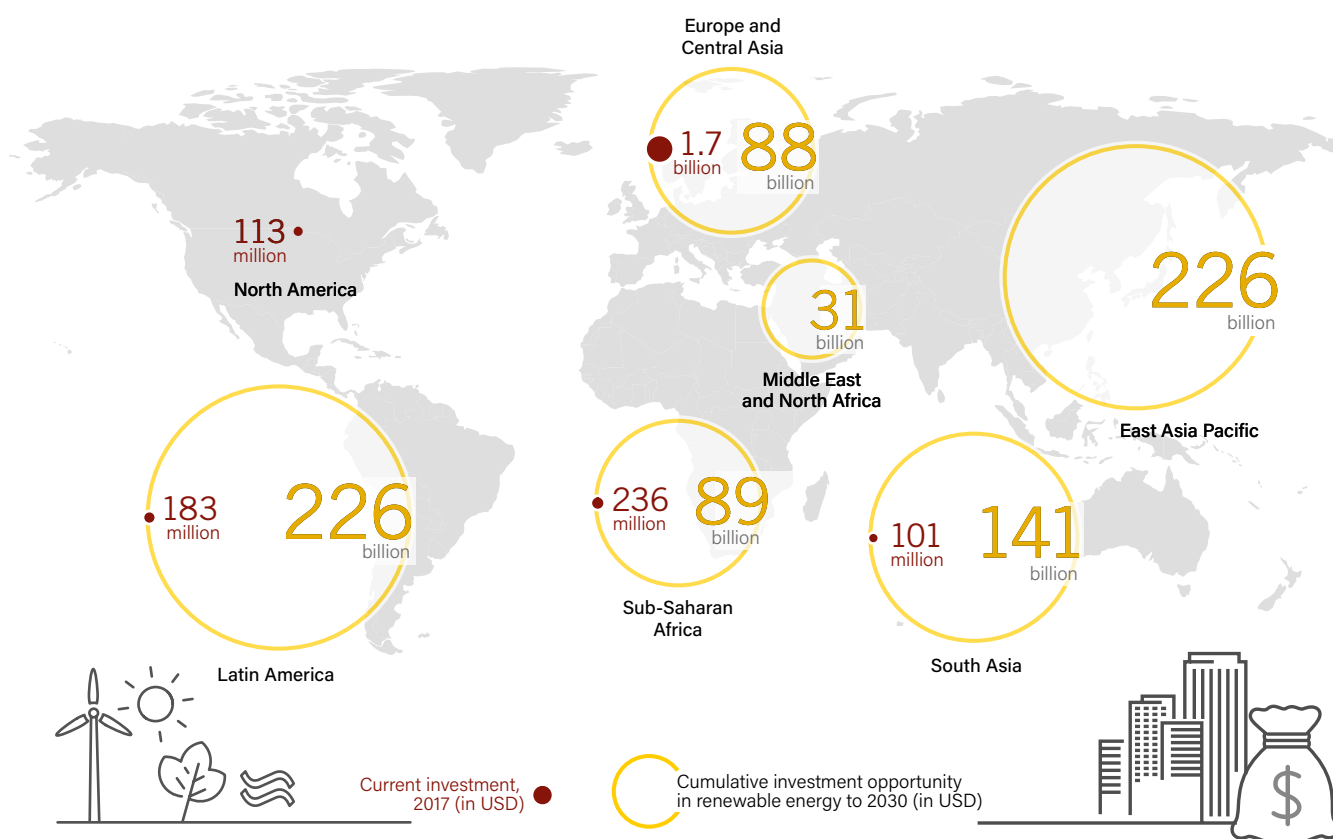 Europe and
Central Asia
1.7
billion
88
billion
113
million
North America
226
billion
31
billion
Middle East
and North Africa
East Asia Pacific
183
million
226
billion
Latin America
236
million
89
billion
Sub-Saharan
Africa
101
million
141
billion
South Asia
Current investment,
2017 (in USD)
Cumulative investment opportunity
in renewable energy to 2030 (in USD)
$